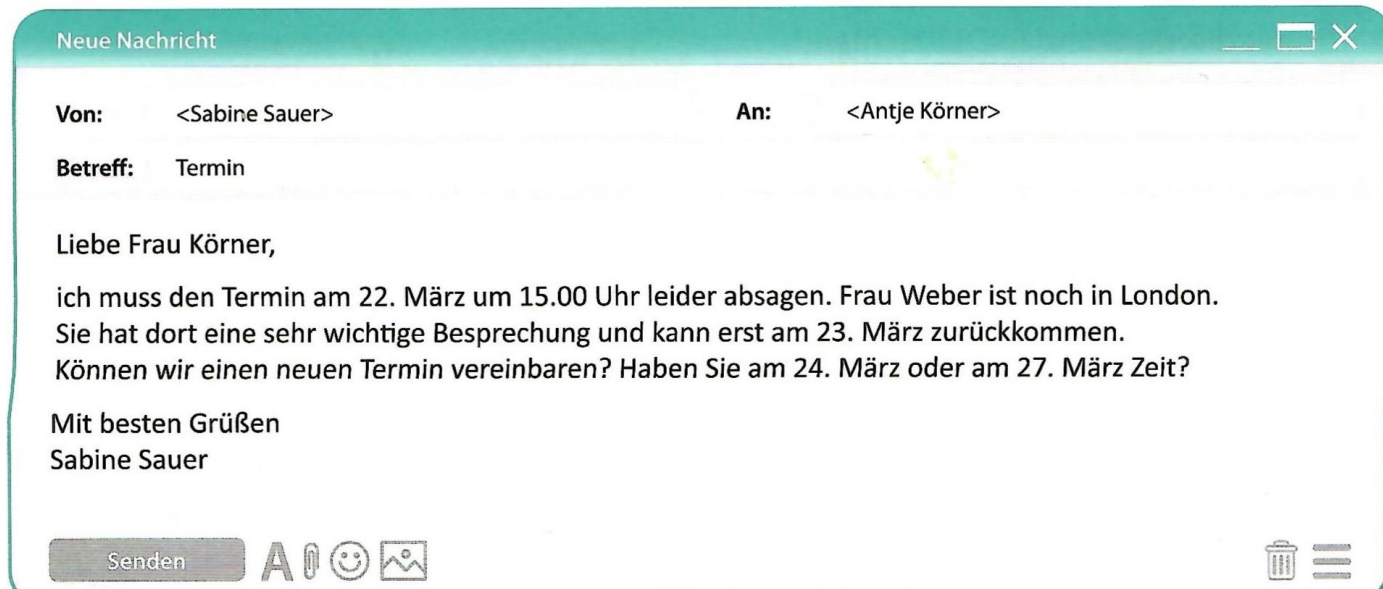 Neue Nachricht
Von: <Sabine Sauer> An: <Antje Körner>
Betreff: Termin
Liebe Frau Körner,
ich muss den Termin am 22. März um 15.00 Uhr leider absagen. Frau Weber ist noch in London.
Sie hat dort eine sehr wichtige Besprechung und kann erst am 23. März zurückkommen.
Können wir einen neuen Termin vereinbaren? Haben Sie am 24. März oder am 27. März Zeit?
Mit besten Grüßen
Sabine Sauer
Senden A